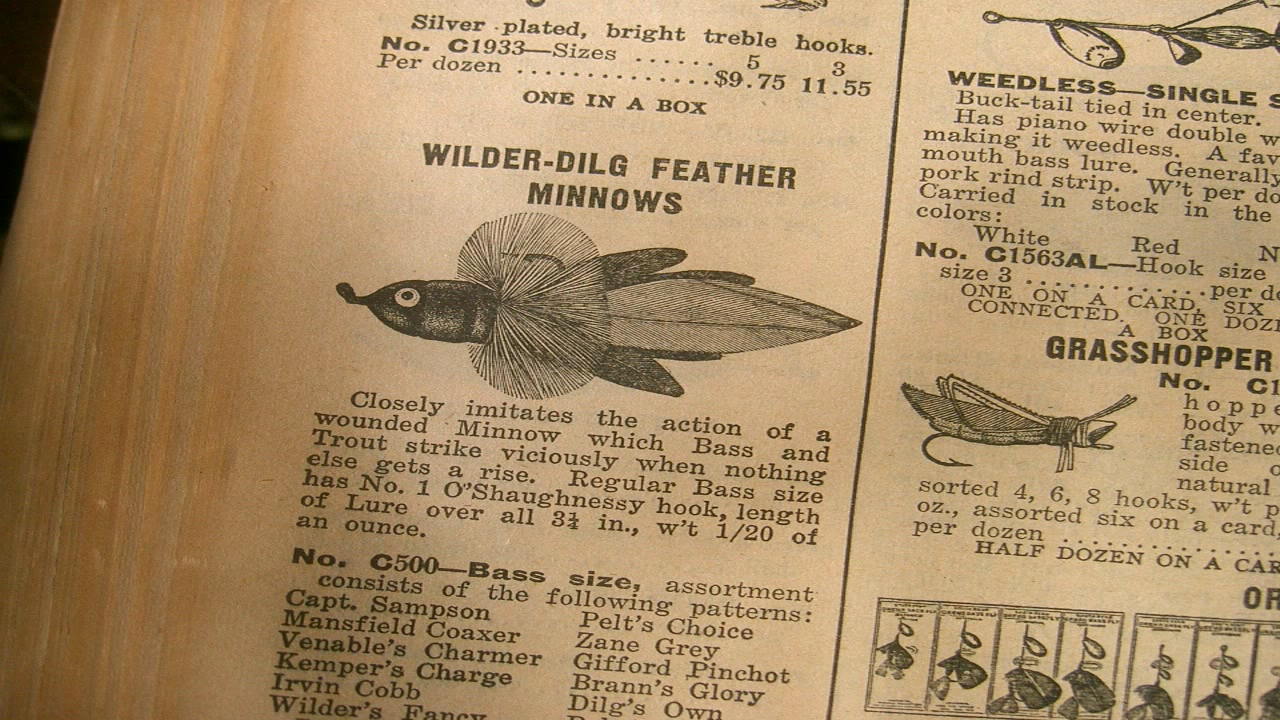 Silver plated, bright treble hooks.
No. C1933—Sizes ...... 5 3
Per dozen ...............$9.75 11.55
ONE IN A BOX
WILDER-DILG FEATHER
MINNOWS
Closely imitates the action of a
wounded Minnow which Bass and
Trout strike viciously when nothing
else gets a rise. Regular Bass size
has No. 1 O'Shaughnessy hook, length
of Lure over all 3¾ in., w't 1/20 of
an ounce.
No. C500—Bass size, assortment
consists of the following patterns:
Capt. Sampson
Mansfield Coaxer
Venable's Charmer
Kemper's Charge
Irvin Cobb
Wilder's Fancy
Pelt's Choice
Zane Grey
Gifford Pinchot
Brann's Glory
Dilg's Own
WEEDLESS—SINGLE S
Buck-tail tied in center.
Has piano wire double w
making it weedless. A fav
mouth bass lure. Generally
pork rind strip. W't per do
Carried in stock in the
colors:
White Red N
No. C1563AL—Hook size
size 3 ..................per do
ONE ON A CARD, SIX
CONNECTED. ONE DOZ
A BOX
GRASSHOPPER
No. C1
hoppe
body w
fastene
side o
natural
sorted 4, 6, 8 hooks, w't p
oz., assorted six on a card,
per dozen ....................
HALF DOZEN ON A CAR
OR